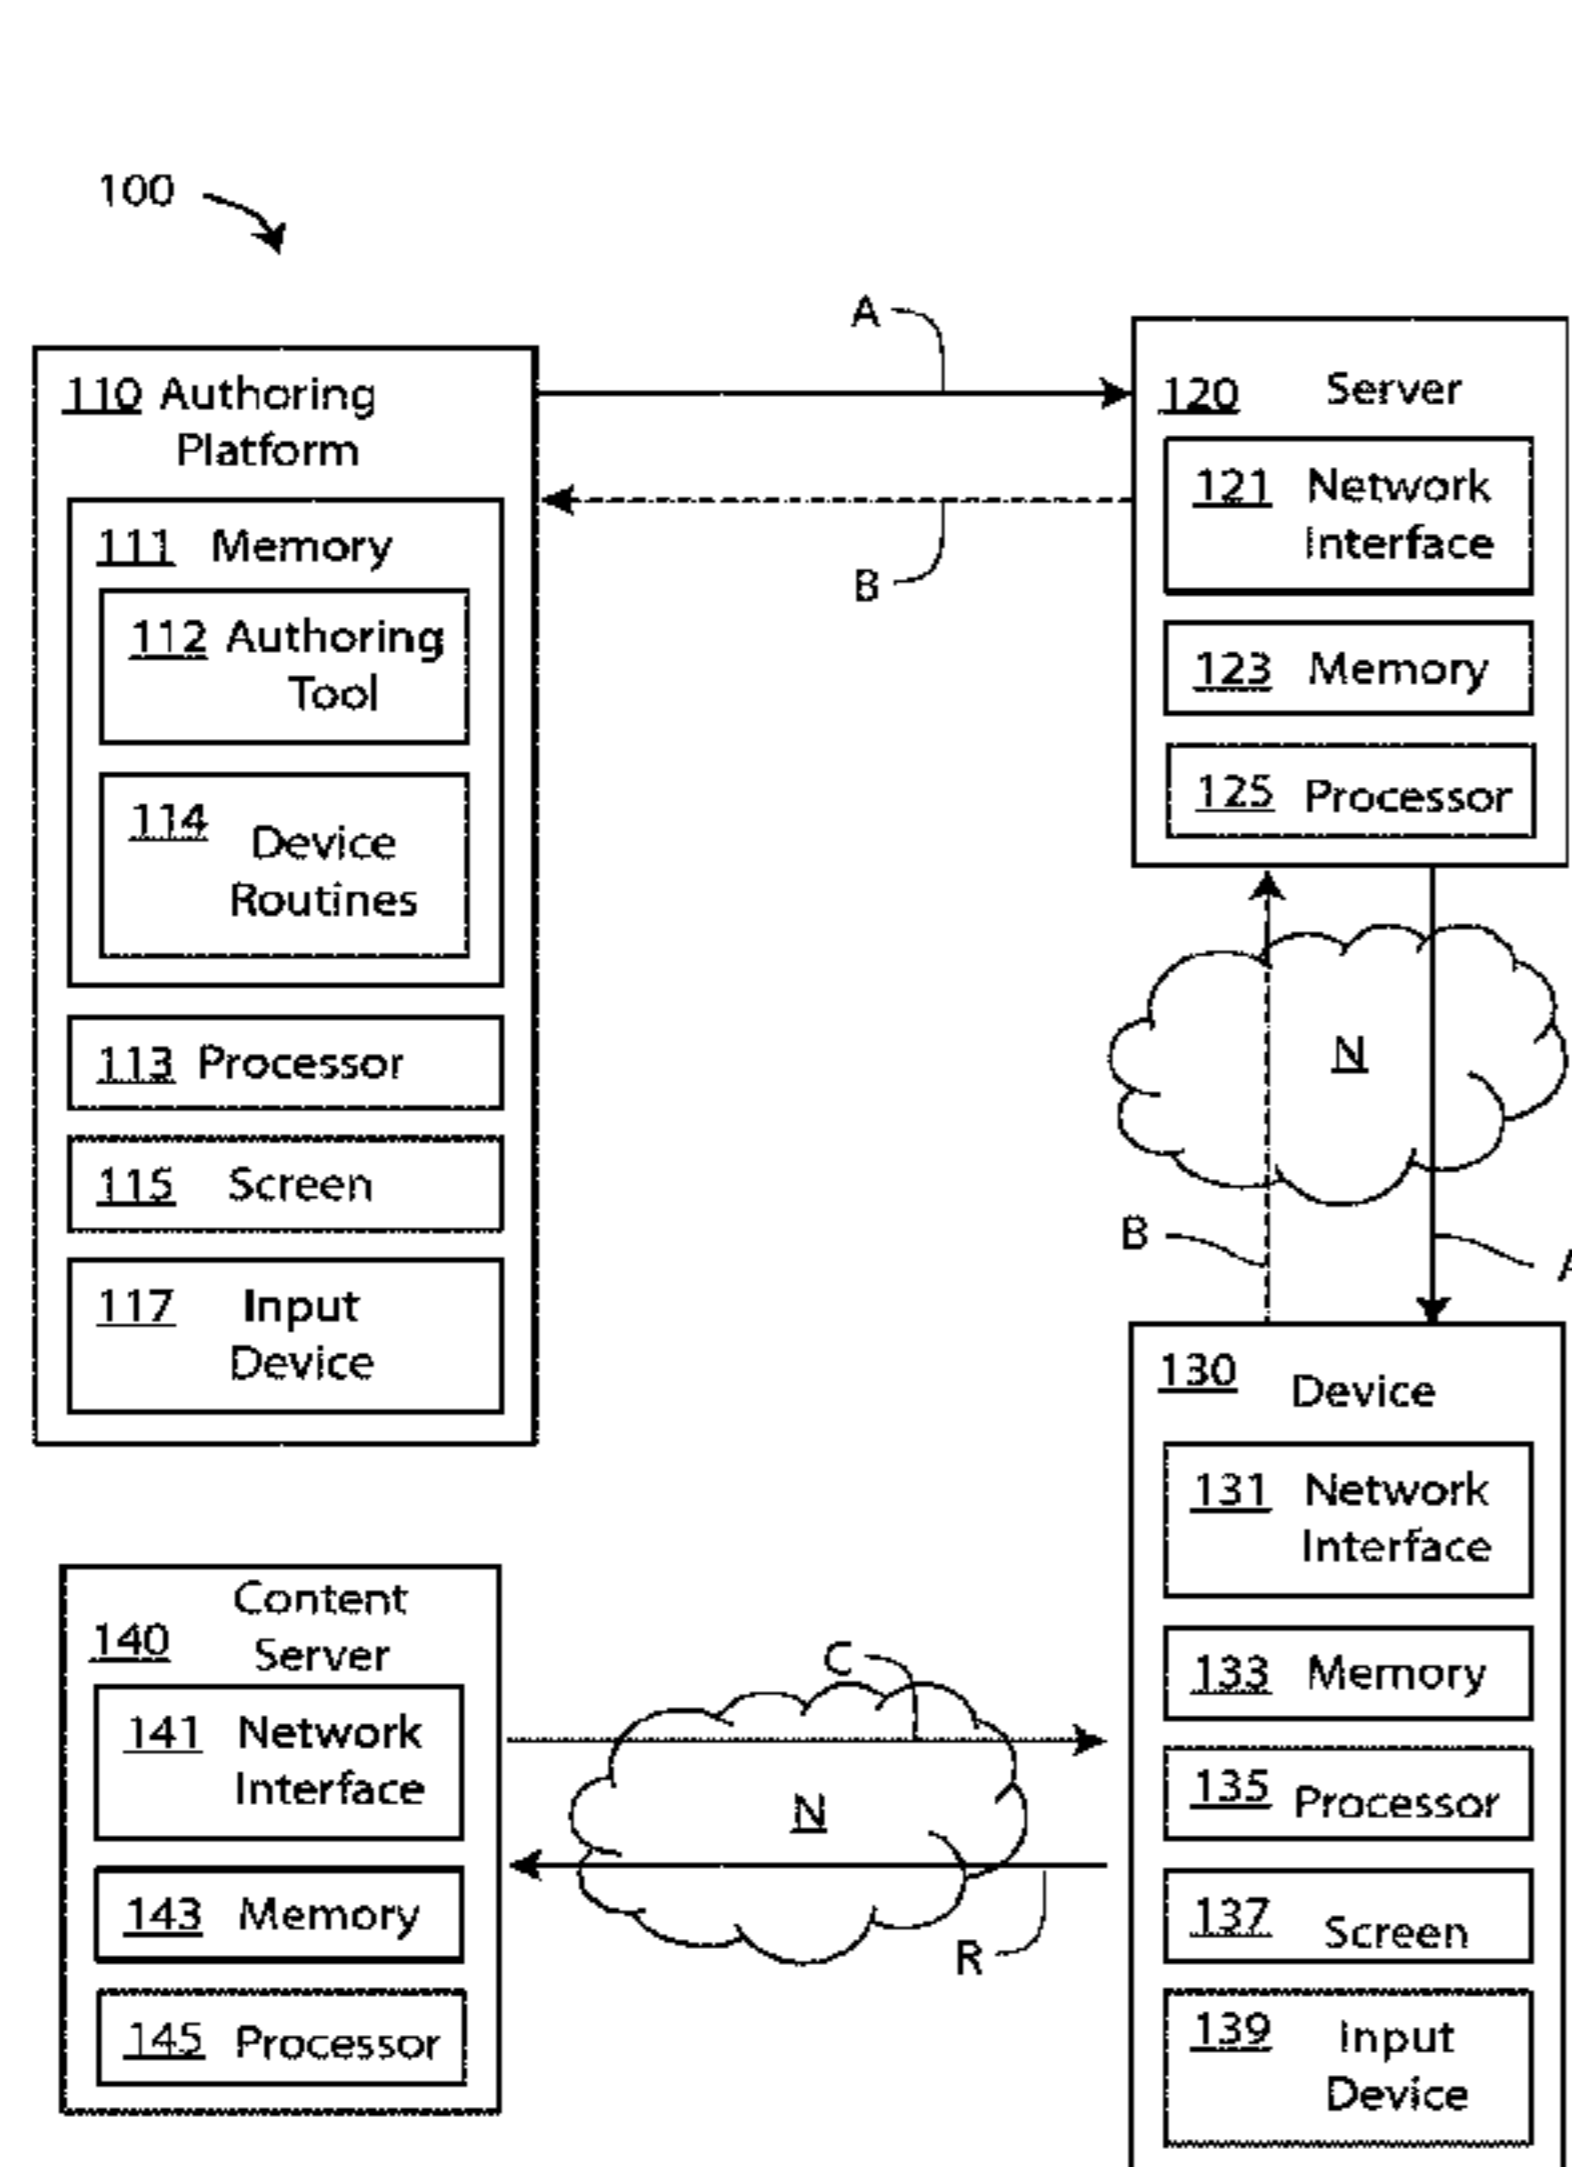 100
A
110 Authoring
Platform
111 Memory
112 Authoring
Tool
114 Device
Routines
113 Processor
115 Screen
117 Input
Device
B
120 Server
121 Network
Interface
123 Memory
125 Processor
N
B
A
130 Device
131 Network
Interface
133 Memory
135 Processor
137 Screen
139 Input
Device
Content
140 Server
141 Network
Interface
143 Memory
145 Processor
C
N
R